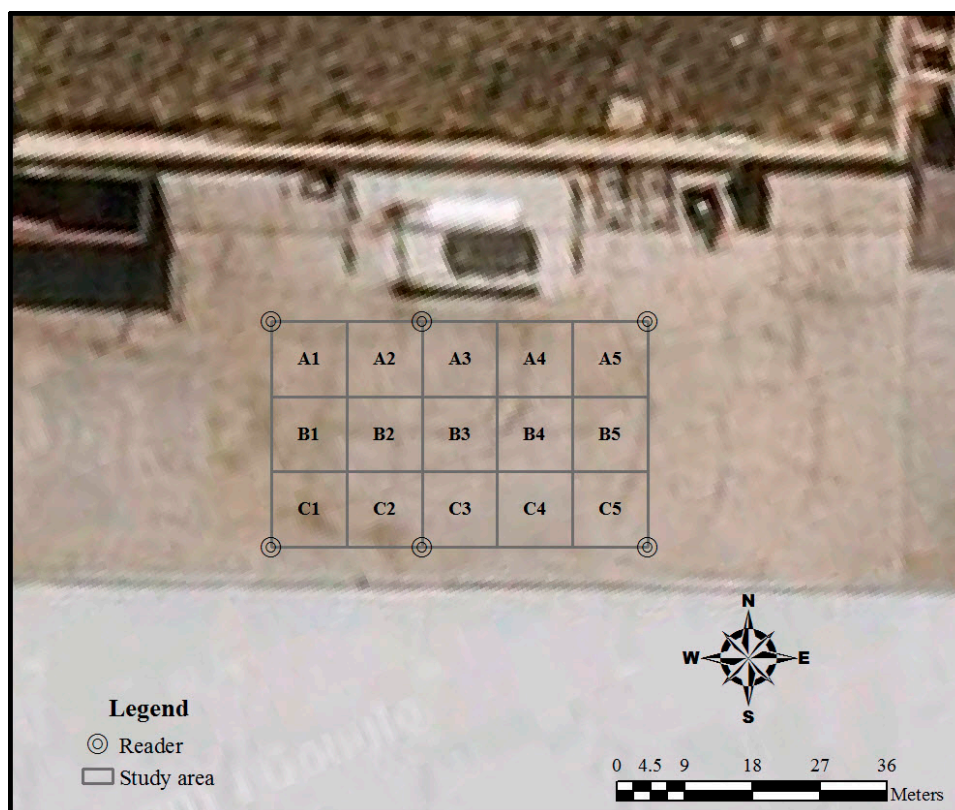 A1 A2 A3 A4 A5
B1 B2 B3 B4 B5
C1 C2 C3 C4 C5
N
W E
S
Legend
Reader
Study area
0 4.5 9 18 27 36
Meters